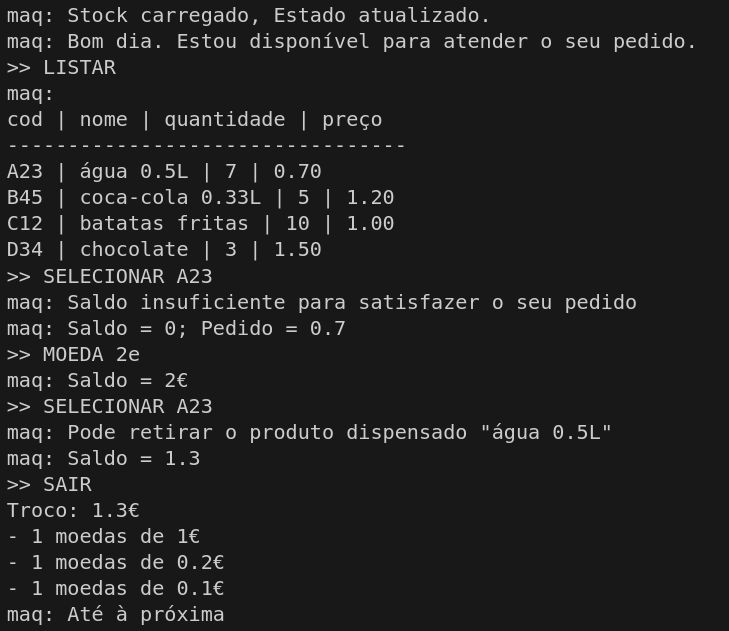 maq: Stock carregado, Estado atualizado.
maq: Bom dia. Estou disponível para atender o seu pedido.
>> LISTAR
maq:
cod | nome | quantidade | preço
---------------------------------
A23 | água 0.5L | 7 | 0.70
B45 | coca-cola 0.33L | 5 | 1.20
C12 | batatas fritas | 10 | 1.00
D34 | chocolate | 3 | 1.50
>> SELECIONAR A23
maq: Saldo insuficiente para satisfazer o seu pedido
maq: Saldo = 0; Pedido = 0.7
>> MOEDA 2e
maq: Saldo = 2€
>> SELECIONAR A23
maq: Pode retirar o produto dispensado "água 0.5L"
maq: Saldo = 1.3
>> SAIR
Troco: 1.3€
- 1 moedas de 1€
- 1 moedas de 0.2€
- 1 moedas de 0.1€
maq: Até à próxima